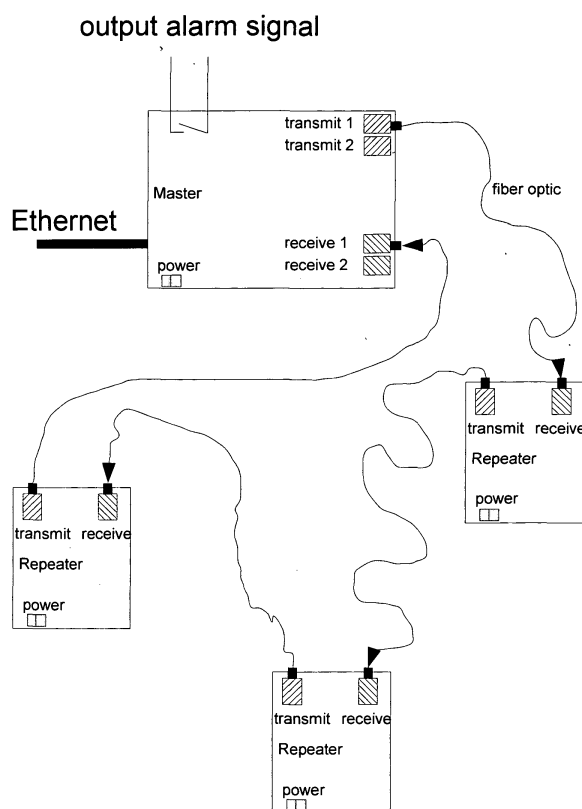 output alarm signal
transmit 1
transmit 2
Master
fiber optic
Ethernet
receive 1
receive 2
power
transmit receive
Repeater
power
transmit receive
Repeater
power
transmit receive
Repeater
power